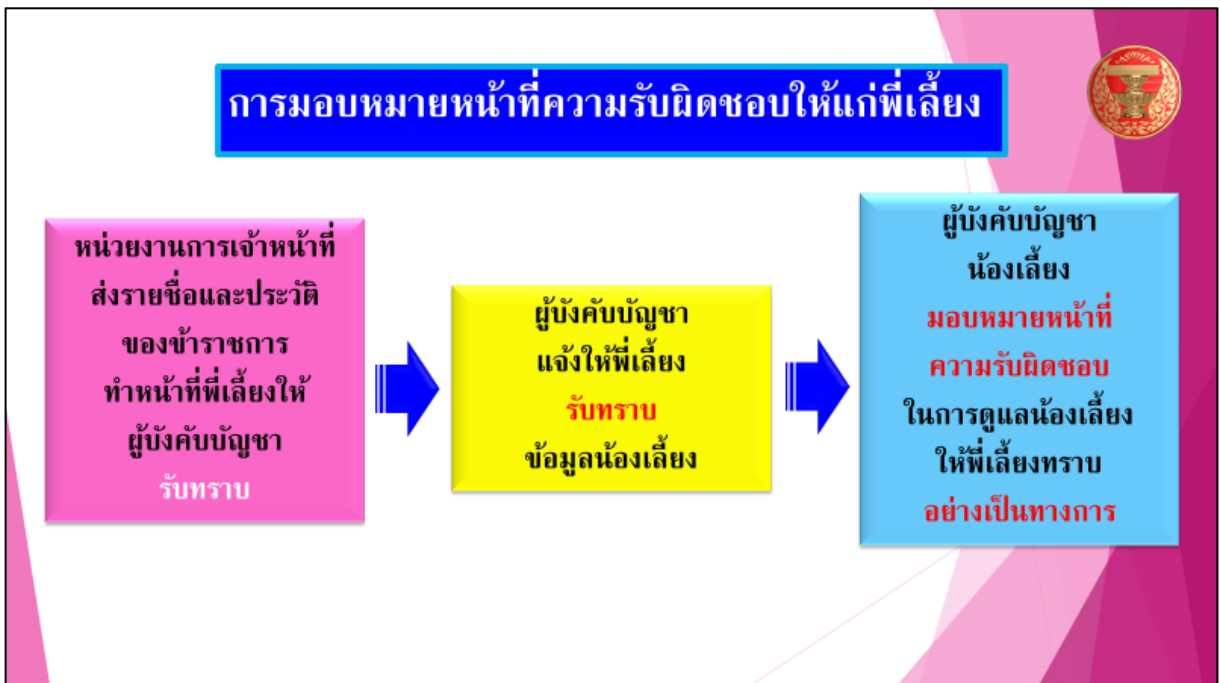 การมอบหมายหน้าที่ความรับผิดชอบให้แก่พี่เลี้ยง
หน่วยงานการเจ้าหน้าที่
ส่งรายชื่อและประวัติ
ของข้าราชการ
ทำหน้าที่พี่เลี้ยงให้
ผู้บังคับบัญชา
รับทราบ
ผู้บังคับบัญชา
แจ้งให้พี่เลี้ยง
รับทราบ
ข้อมูลน้องเลี้ยง
ผู้บังคับบัญชา
น้องเลี้ยง
มอบหมายหน้าที่
ความรับผิดชอบ
ในการดูแลน้องเลี้ยง
ให้พี่เลี้ยงทราบ
อย่างเป็นทางการ